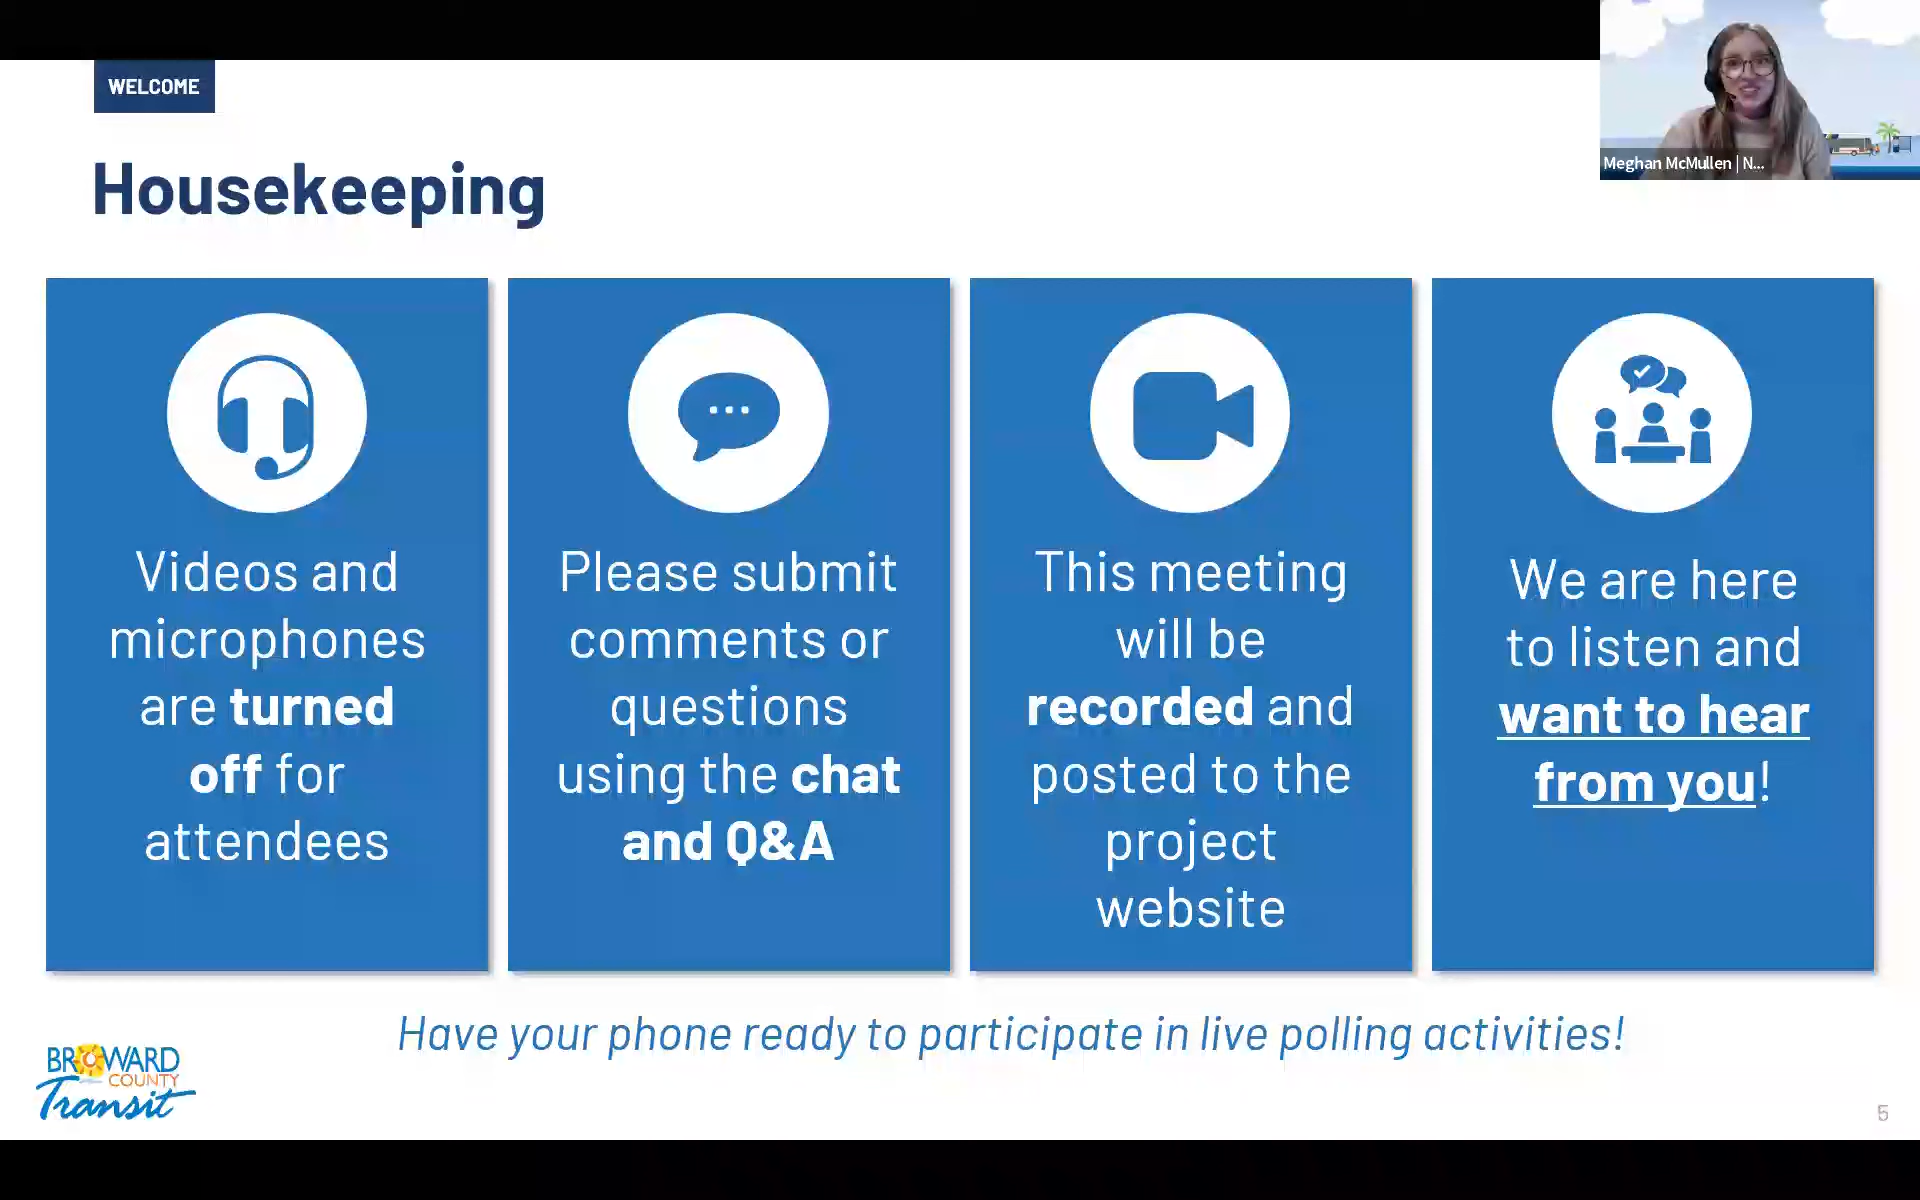 WELCOME
Meghan McMullen | N...
Housekeeping
Videos and
microphones
are turned
off for
attendees
Please submit
comments or
questions
using the chat
and Q&A
This meeting
will be
recorded and
posted to the
project
website
We are here
to listen and
want to hear
from you!
Have your phone ready to participate in live polling activities!
BROWARD
COUNTY
Transit
5